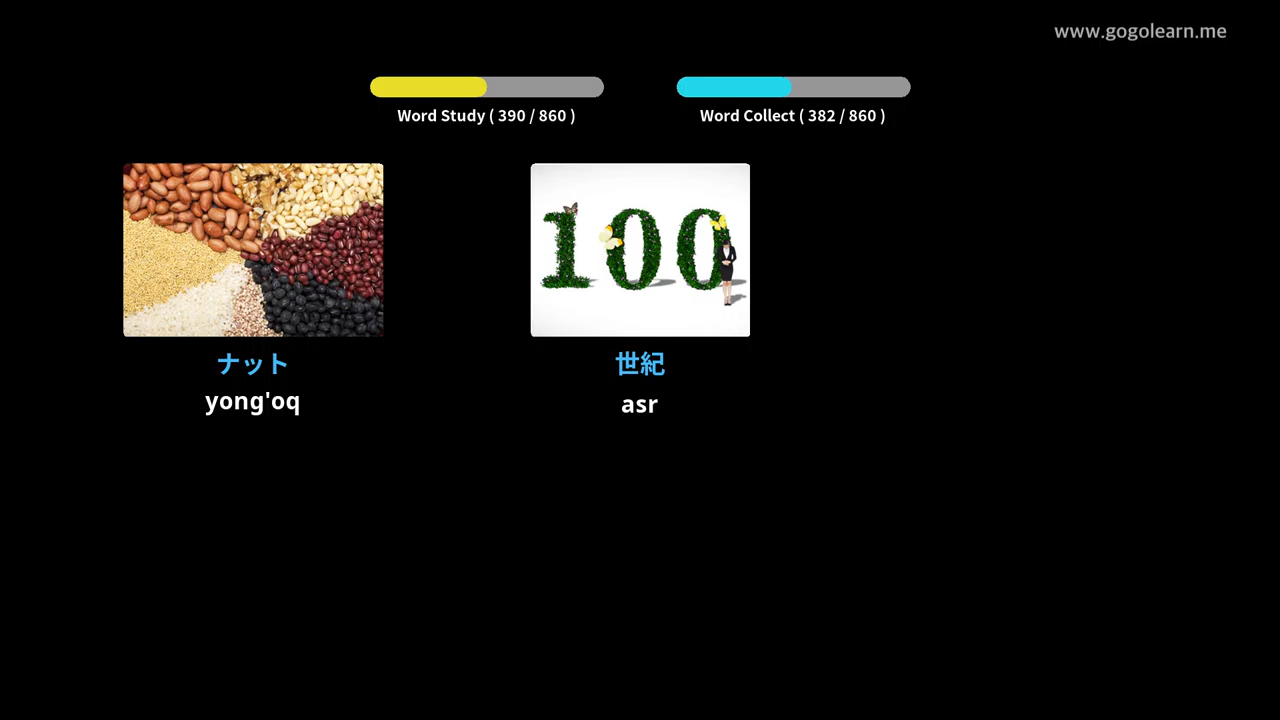 www.gogolearn.me
Word Study ( 390 / 860 )
Word Collect ( 382 / 860 )
100
ナット
yong'oq
世紀
asr